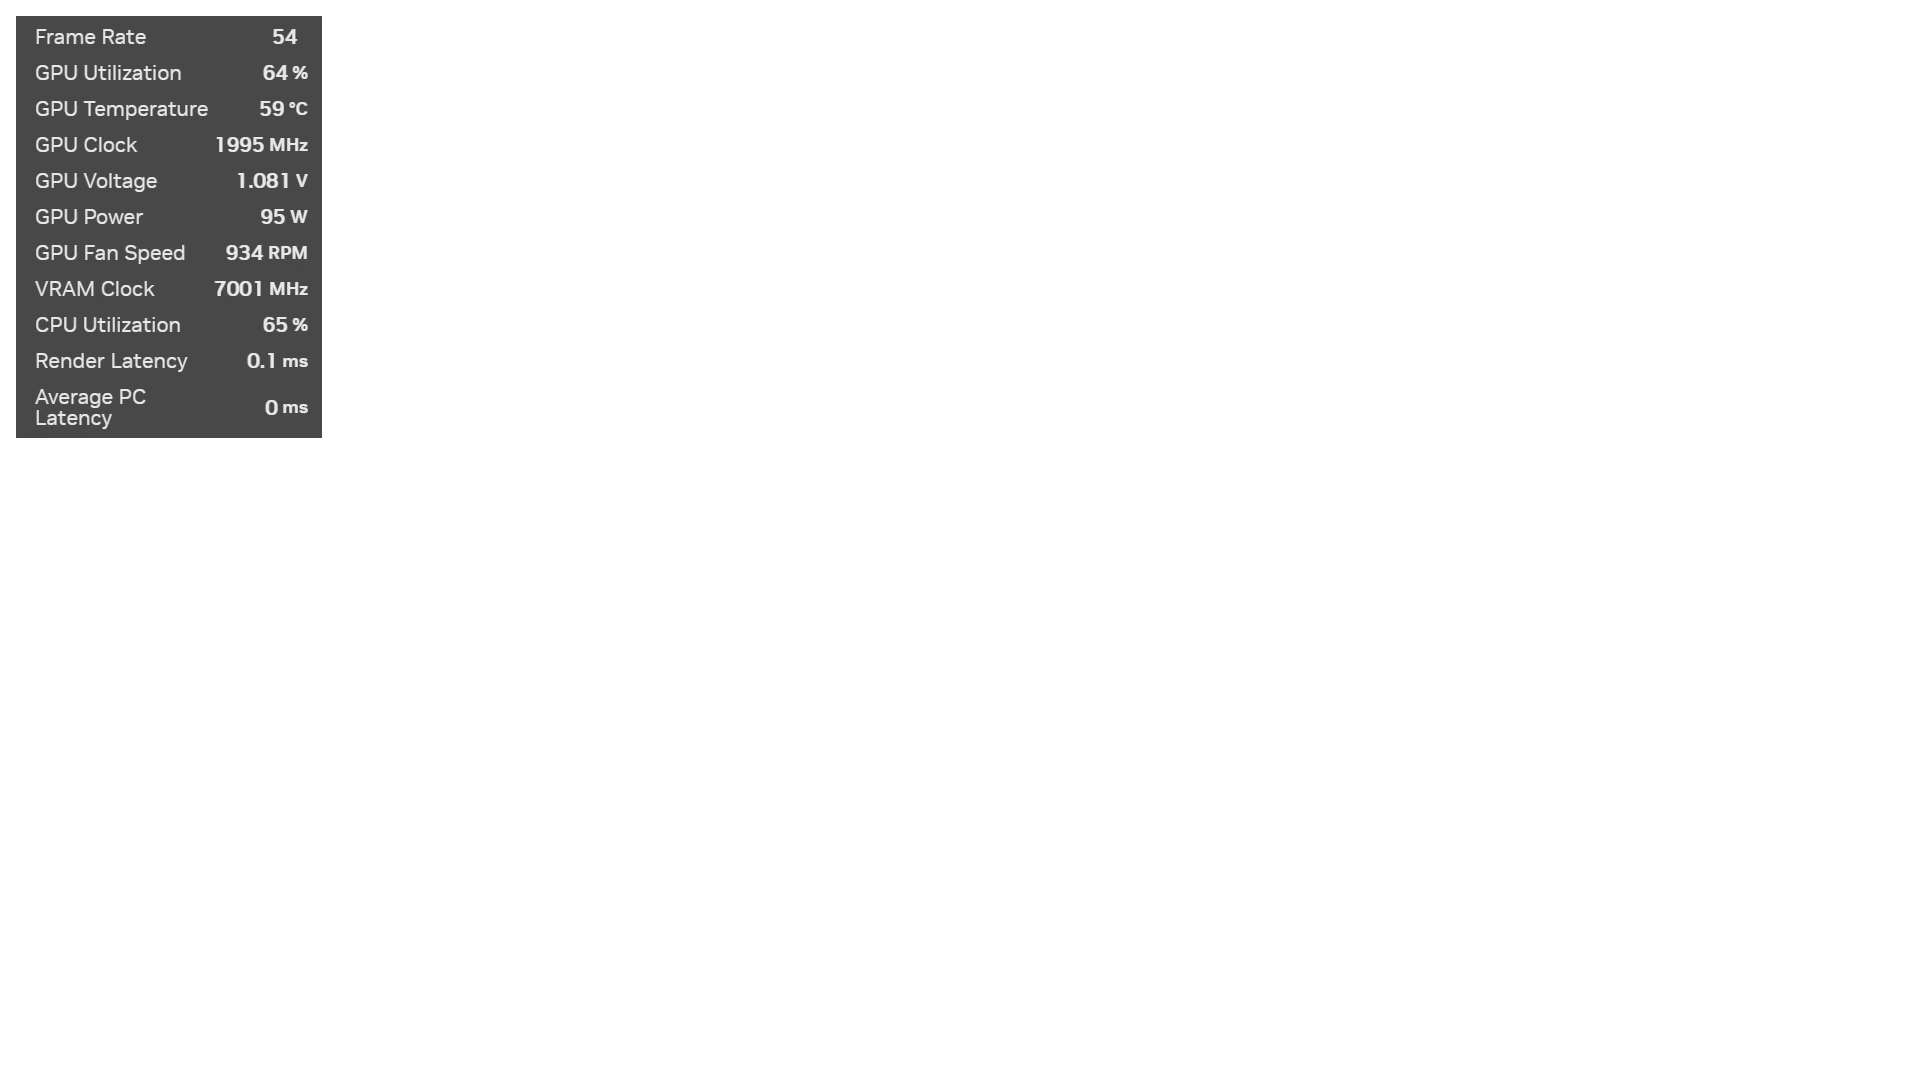 Frame Rate 54
GPU Utilization 64 %
GPU Temperature 59 °C
GPU Clock 1995 MHz
GPU Voltage 1.081 V
GPU Power 95 W
GPU Fan Speed 934 RPM
VRAM Clock 7001 MHz
CPU Utilization 65 %
Render Latency 0.1 ms
Average PC
Latency 0 ms